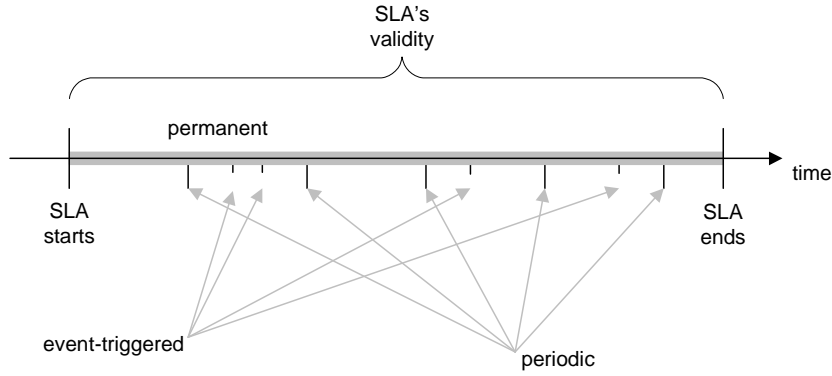 SLA's
validity
permanent
time
SLA
starts
SLA
ends
event-triggered
periodic